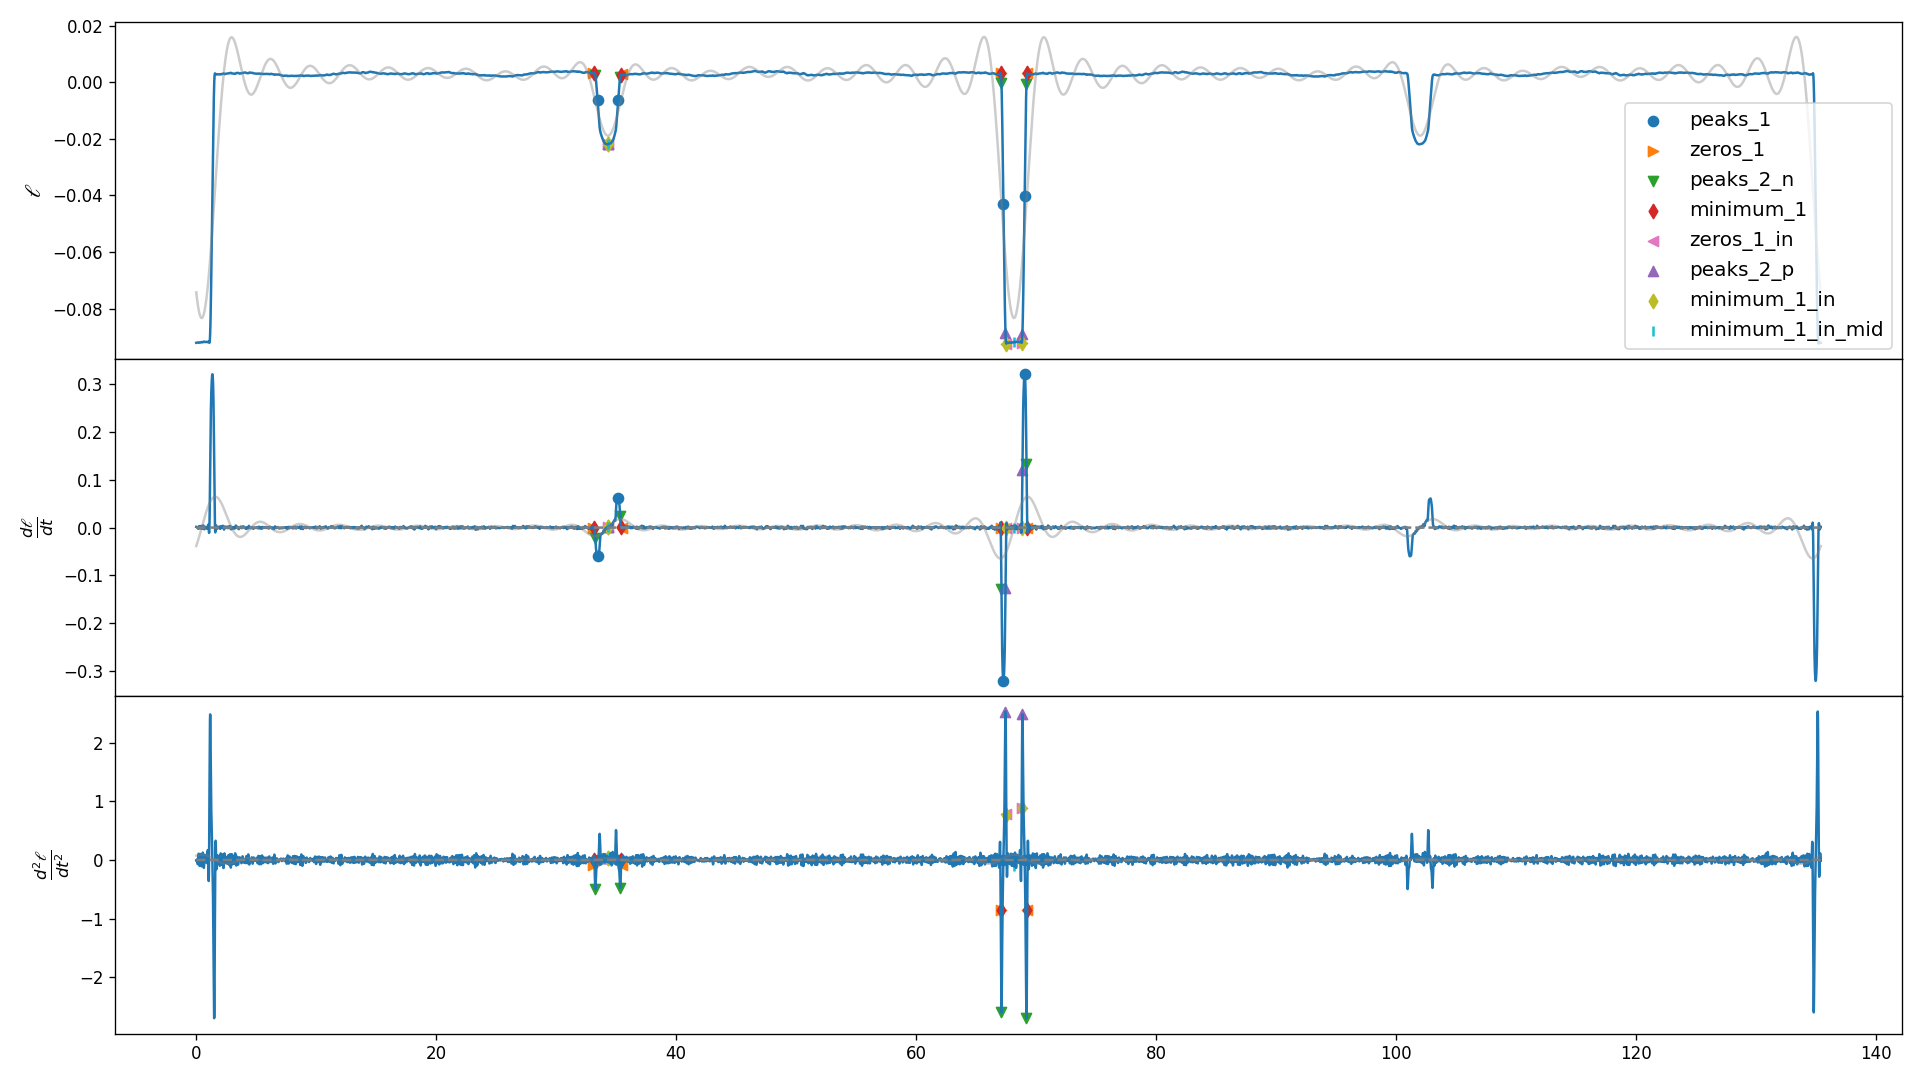 0.02
0.00
−0.02
−0.04
−0.06
−0.08
ℓ
peaks_1
zeros_1
peaks_2_n
minimum_1
zeros_1_in
peaks_2_p
minimum_1_in
minimum_1_in_mid
0.3
0.2
0.1
0.0
−0.1
−0.2
−0.3
dℓ/dt
2
1
0
−1
−2
d²ℓ/dt²
0 20 40 60 80 100 120 140